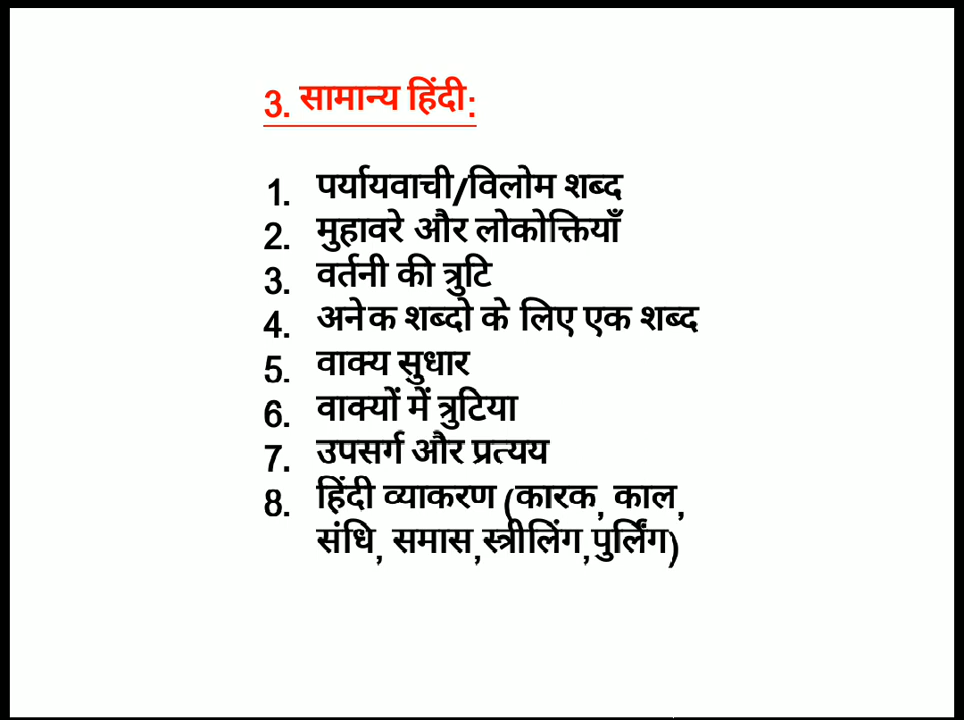 3. सामान्य हिंदी:
1. पर्यायवाची/विलोम शब्द
2. मुहावरे और लोकोक्तियाँ
3. वर्तनी की त्रुटि
4. अनेक शब्दो के लिए एक शब्द
5. वाक्य सुधार
6. वाक्यों में त्रुटिया
7. उपसर्ग और प्रत्यय
8. हिंदी व्याकरण (कारक, काल,
संधि, समास,स्त्रीलिंग,पुर्लिंग)